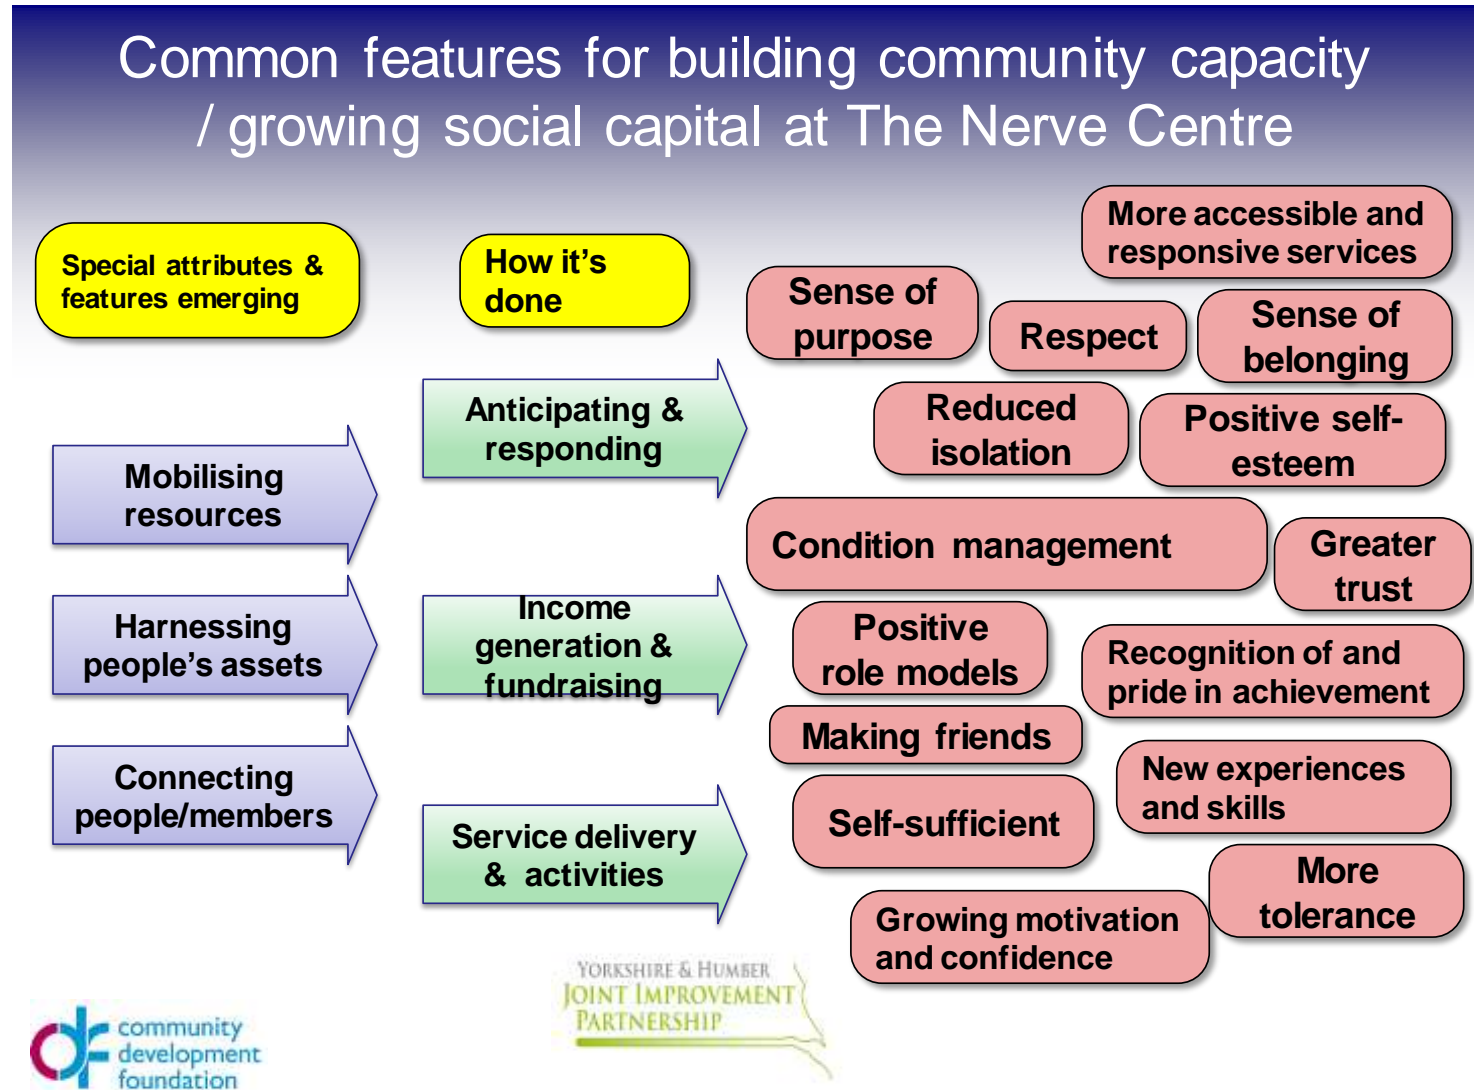 Common features for building community capacity
/ growing social capital at The Nerve Centre
Special attributes &
features emerging
How it's
done
Mobilising
resources
Harnessing
people's assets
Connecting
people/members
Anticipating &
responding
Income
generation &
fundraising
Service delivery
& activities
More accessible and
responsive services
Sense of
purpose
Respect
Sense of
belonging
Reduced
isolation
Positive self-
esteem
Condition management
Greater
trust
Positive
role models
Recognition of and
pride in achievement
Making friends
New experiences
and skills
Self-sufficient
More
tolerance
Growing motivation
and confidence
YORKSHIRE & HUMBER
JOINT IMPROVEMENT
PARTNERSHIP
community
development
foundation